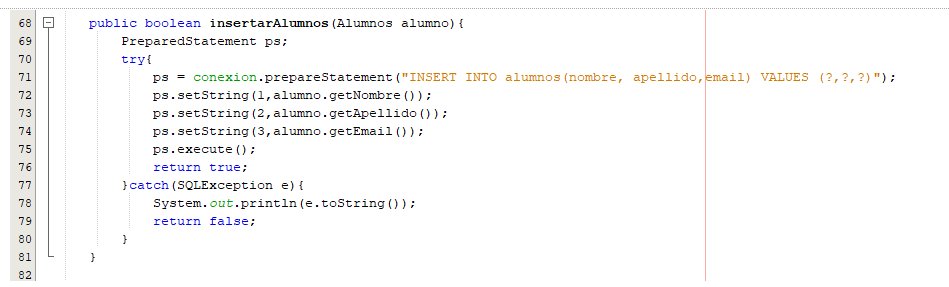 68 public boolean insertarAlumnos(Alumnos alumno){
69 PreparedStatement ps;
70 try{
71 ps = conexion.prepareStatement("INSERT INTO alumnos(nombre, apellido,email) VALUES (?,?,?)");
72 ps.setString(1,alumno.getNombre());
73 ps.setString(2,alumno.getApellido());
74 ps.setString(3,alumno.getEmail());
75 ps.execute();
76 return true;
77 }catch(SQLException e){
78 System.out.println(e.toString());
79 return false;
80 }
81 }
82